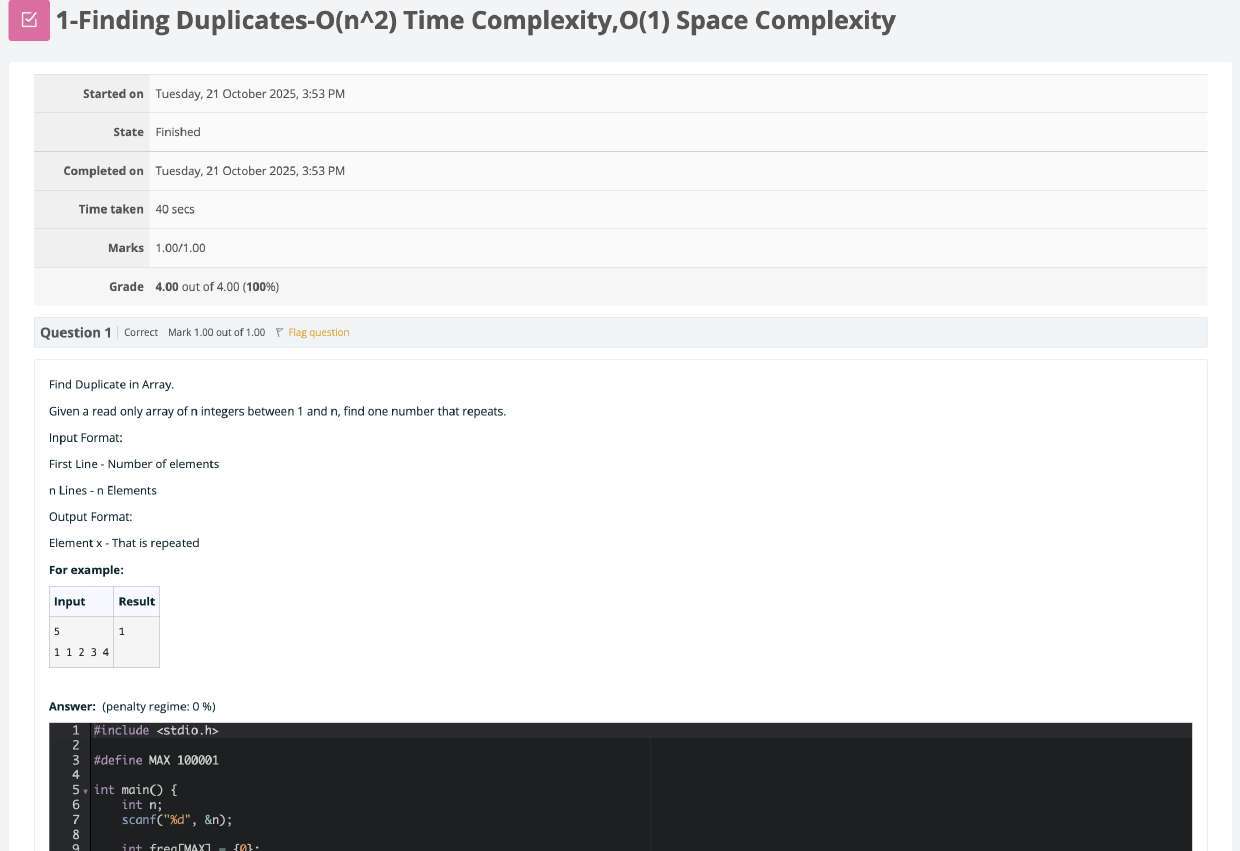 1-Finding Duplicates-O(n^2) Time Complexity,O(1) Space Complexity
Started on Tuesday, 21 October 2025, 3:53 PM
State Finished
Completed on Tuesday, 21 October 2025, 3:53 PM
Time taken 40 secs
Marks 1.00/1.00
Grade 4.00 out of 4.00 (100%)
Question 1 Correct Mark 1.00 out of 1.00 Flag question
Find Duplicate in Array.
Given a read only array of n integers between 1 and n, find one number that repeats.
Input Format:
First Line - Number of elements
n Lines - n Elements
Output Format:
Element x - That is repeated
For example:
Input Result
5 1
1 1 2 3 4
Answer: (penalty regime: 0 %)
1 #include <stdio.h>
2
3 #define MAX 100001
4
5 int main() {
6 int n;
7 scanf("%d", &n);
8
9 int freq[MAX] = {0};